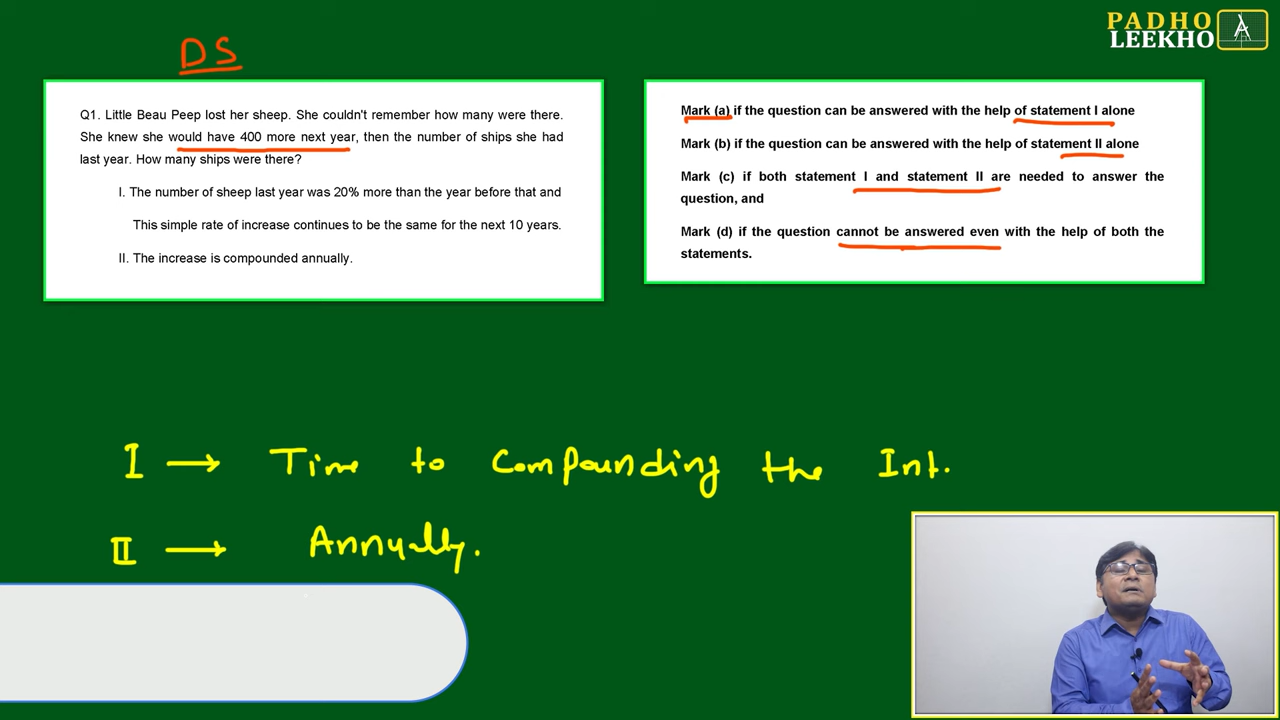 PADHO
LEEKHO
DS
Q1. Little Beau Peep lost her sheep. She couldn't remember how many were there.
She knew she would have 400 more next year, then the number of ships she had
last year. How many ships were there?
I. The number of sheep last year was 20% more than the year before that and
This simple rate of increase continues to be the same for the next 10 years.
II. The increase is compounded annually.
Mark (a) if the question can be answered with the help of statement I alone
Mark (b) if the question can be answered with the help of statement II alone
Mark (c) if both statement I and statement II are needed to answer the
question, and
Mark (d) if the question cannot be answered even with the help of both the
statements.
I → Time to Compounding the Int.
II → Annually.